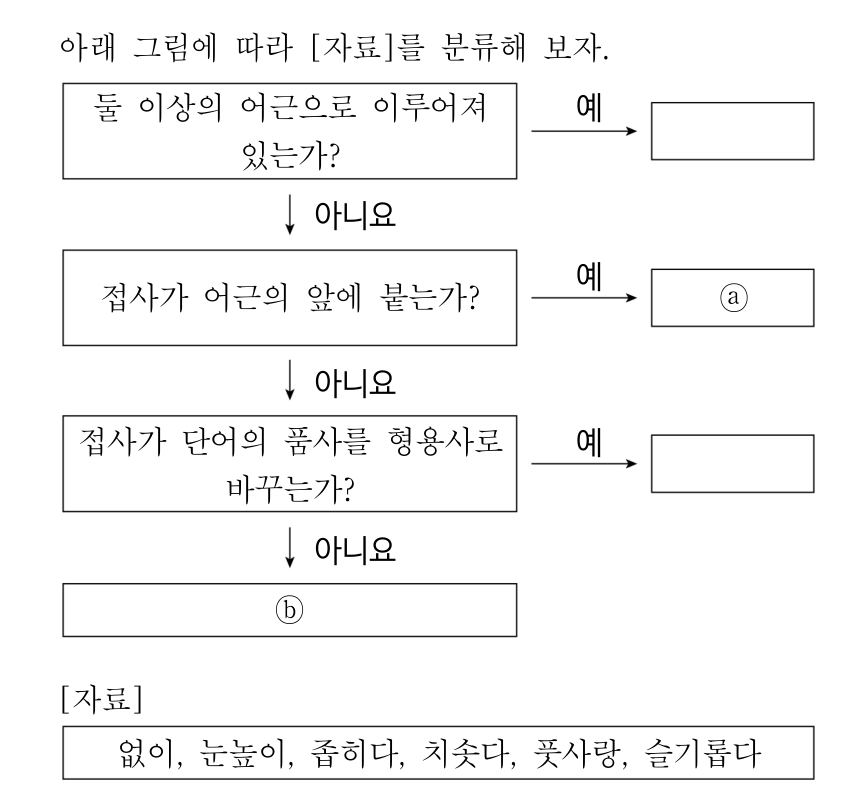 아래 그림에 따라 [자료]를 분류해 보자.
둘 이상의 어근으로 이루어져
있는가?
예
아니요
접사가 어근의 앞에 붙는가?
예
ⓐ
아니요
접사가 단어의 품사를 형용사로
바꾸는가?
예
아니요
ⓑ
[자료]
없이, 눈높이, 좁히다, 치솟다, 풋사랑, 슬기롭다